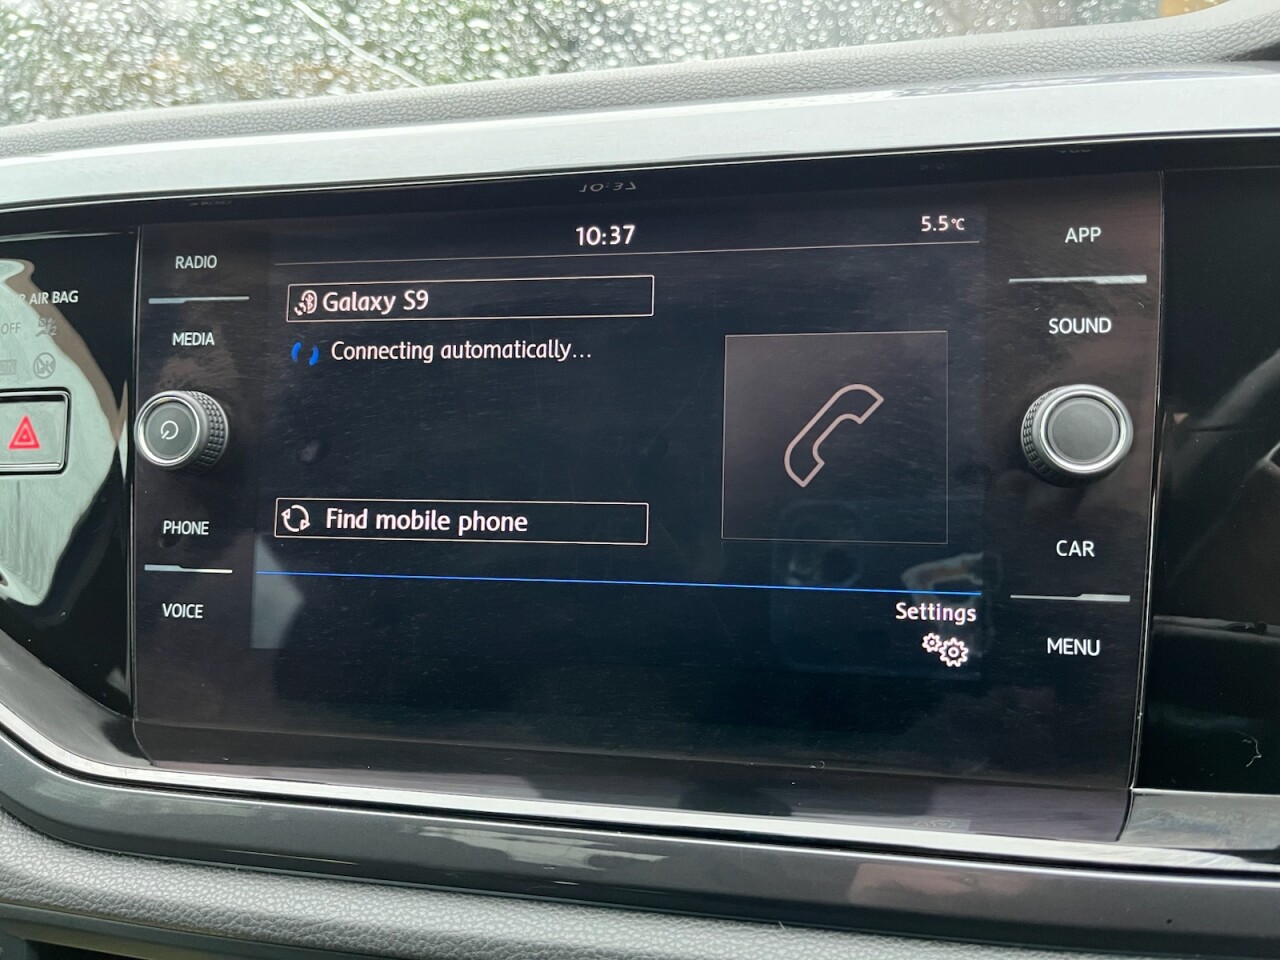 10:37
5.5°C
RADIO
MEDIA
PHONE
VOICE
AIR BAG
OFF
Galaxy S9
Connecting automatically...
Find mobile phone
Settings
APP
SOUND
CAR
MENU